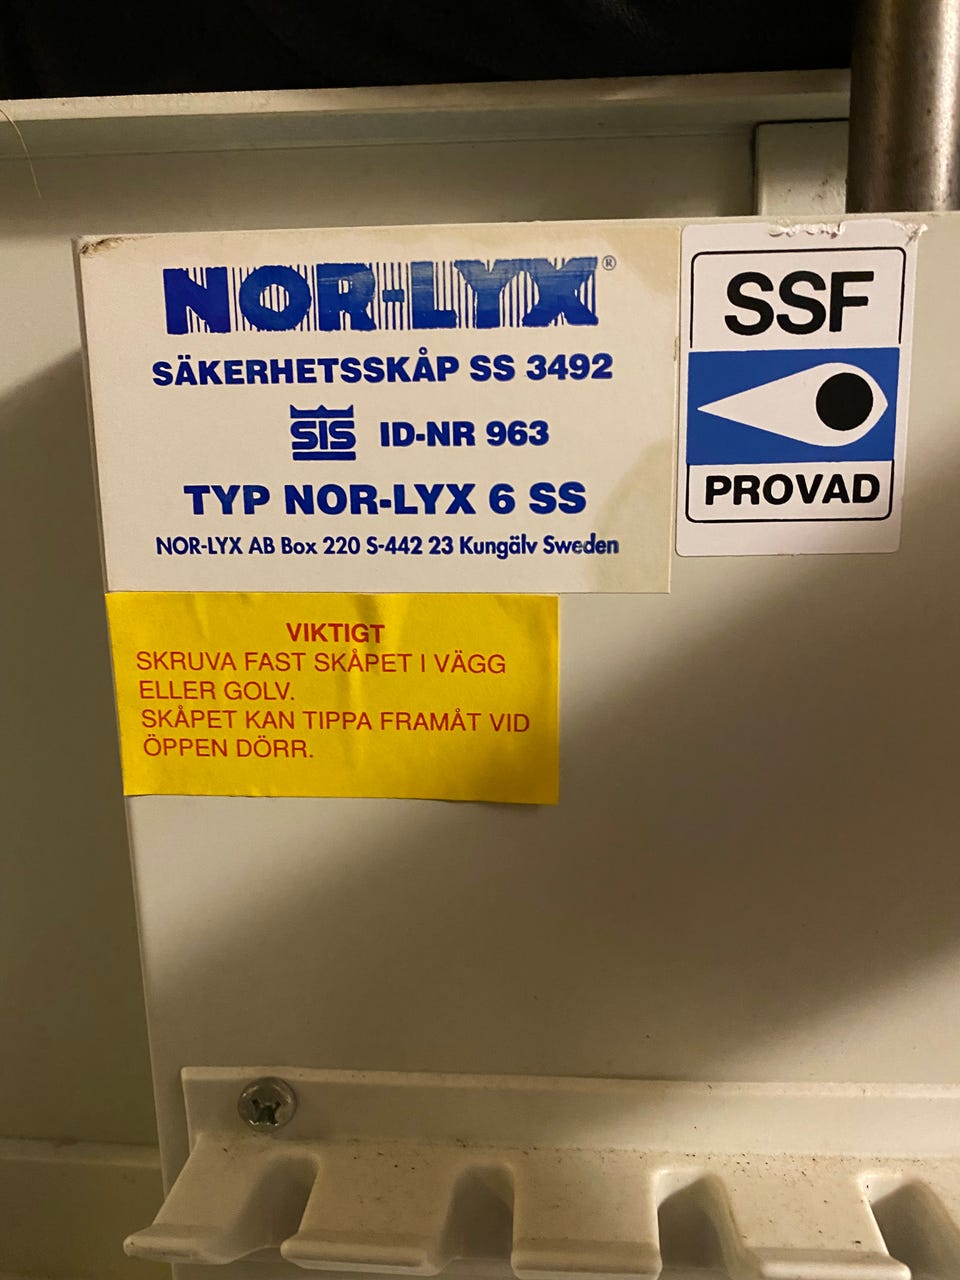 NOR-LYX®
SÄKERHETSSKÅP SS 3492
SIS ID-NR 963
TYP NOR-LYX 6 SS
NOR-LYX AB Box 220 S-442 23 Kungälv Sweden
SSF
PROVAD
VIKTIGT
SKRUVA FAST SKÅPET I VÄGG
ELLER GOLV.
SKÅPET KAN TIPPA FRAMÅT VID
ÖPPEN DÖRR.